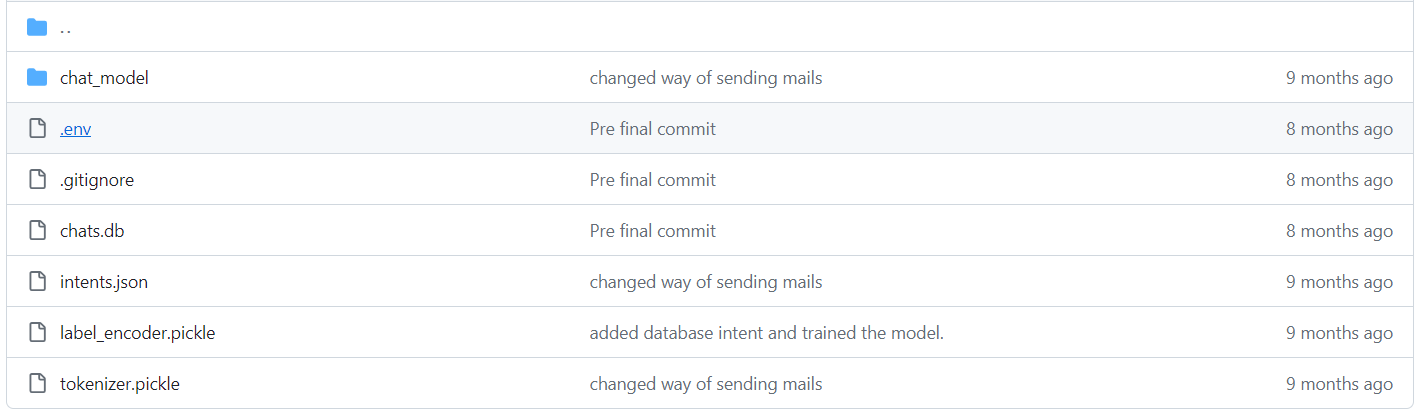 ..
chat_model changed way of sending mails 9 months ago
.env Pre final commit 8 months ago
.gitignore Pre final commit 8 months ago
chats.db Pre final commit 8 months ago
intents.json changed way of sending mails 9 months ago
label_encoder.pickle added database intent and trained the model. 9 months ago
tokenizer.pickle changed way of sending mails 9 months ago